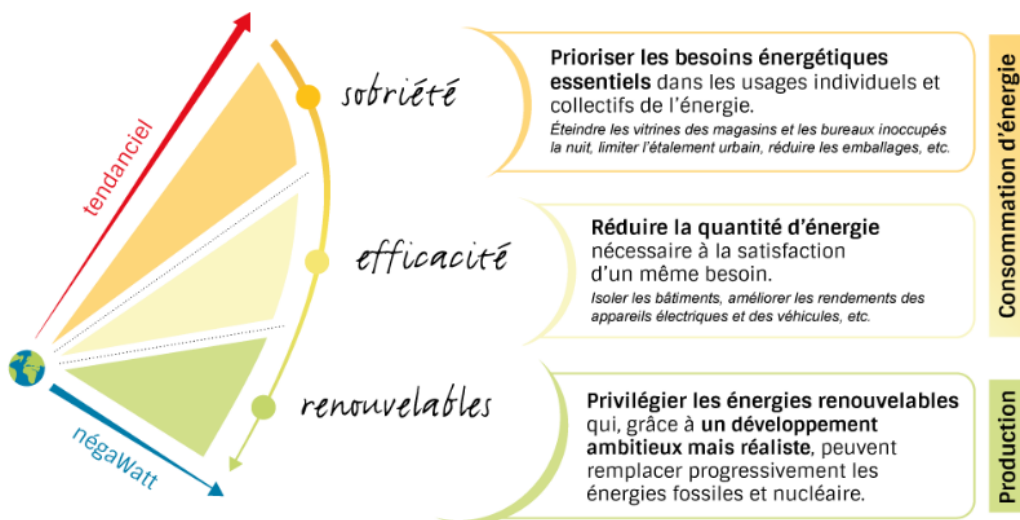 tendanciel
négaWatt
sobriété
Prioriser les besoins énergétiques
essentiels dans les usages individuels et
collectifs de l'énergie.
Éteindre les vitrines des magasins et les bureaux inoccupés
la nuit, limiter l'étalement urbain, réduire les emballages, etc.
efficacité
Réduire la quantité d'énergie
nécessaire à la satisfaction
d'un même besoin.
Isoler les bâtiments, améliorer les rendements des
appareils électriques et des véhicules, etc.
Consommation d'énergie
renouvelables
Privilégier les énergies renouvelables
qui, grâce à un développement
ambitieux mais réaliste, peuvent
remplacer progressivement les
énergies fossiles et nucléaire.
Production